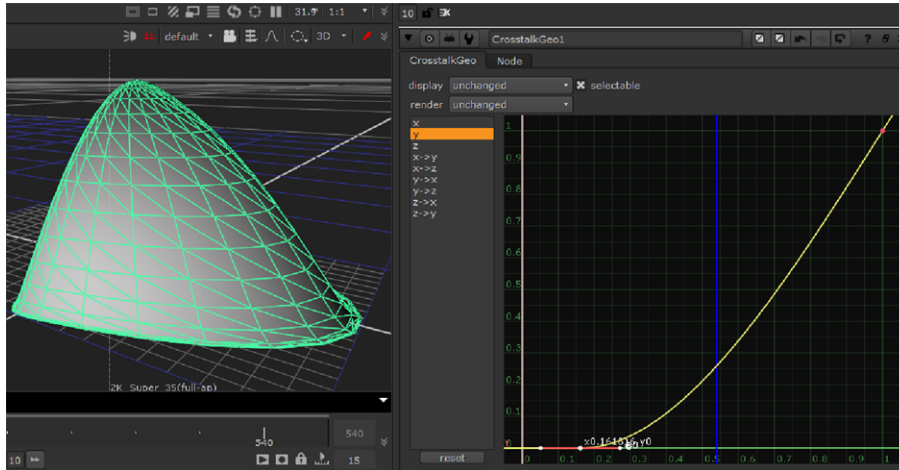 31.9 1:1
default 3D
2K Super 35(full-ap)
540
540
10
15
10
CrosstalkGeo1
?
CrosstalkGeo Node
display unchanged selectable
render unchanged
x
y
z
x->y
x->z
y->x
y->z
z->x
z->y
reset
1
0.9
0.8
0.7
0.6
0.5
0.4
0.3
0.2
0.1
0 0.1 0.2 0.3 0.4 0.5 0.6 0.7 0.8 0.9 1